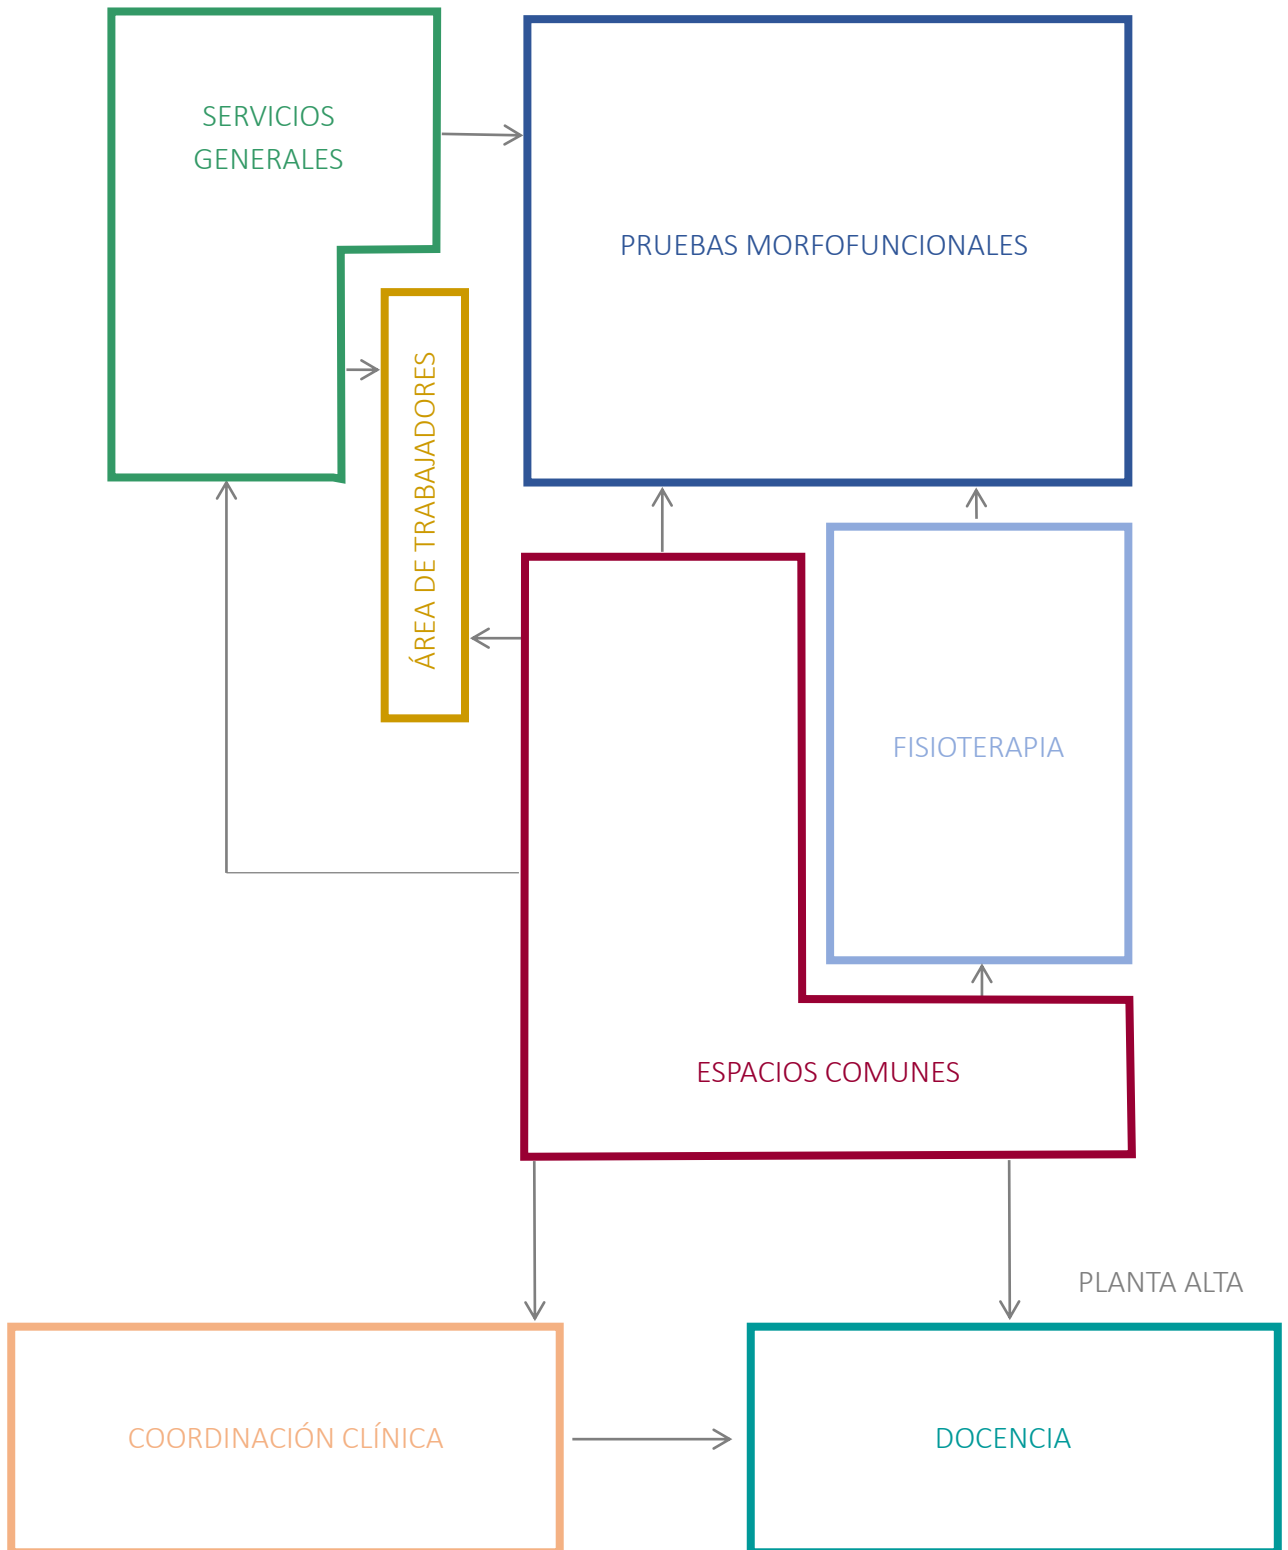 SERVICIOS
GENERALES
PRUEBAS MORFOFUNCIONALES
ÁREA DE TRABAJADORES
FISIOTERAPIA
ESPACIOS COMUNES
PLANTA ALTA
COORDINACIÓN CLÍNICA
DOCENCIA